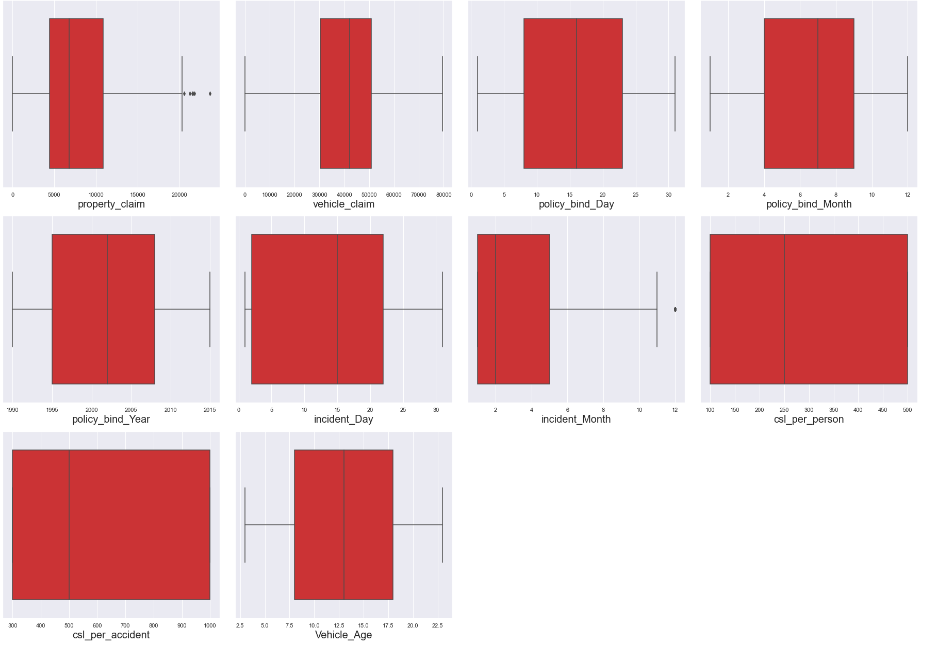 0 5000 10000 15000 20000
property_claim
0 10000 20000 30000 40000 50000 60000 70000 80000
vehicle_claim
0 5 10 15 20 25 30
policy_bind_Day
2 4 6 8 10 12
policy_bind_Month
1990 1995 2000 2005 2010 2015
policy_bind_Year
0 5 10 15 20 25 30
incident_Day
2 4 6 8 10 12
incident_Month
100 150 200 250 300 350 400 450 500
csl_per_person
300 400 500 600 700 800 900 1000
csl_per_accident
2.5 5.0 7.5 10.0 12.5 15.0 17.5 20.0 22.5
Vehicle_Age